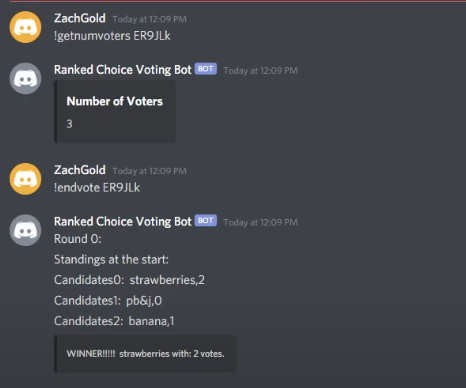 ZachGold Today at 12:09 PM
!getnumvoters ER9JLk
Ranked Choice Voting Bot BOT Today at 12:09 PM
Number of Voters
3
ZachGold Today at 12:09 PM
!endvote ER9JLk
Ranked Choice Voting Bot BOT Today at 12:09 PM
Round 0:
Standings at the start:
Candidates0: strawberries,2
Candidates1: pb&j,0
Candidates2: banana,1
WINNER!!!!! strawberries with: 2 votes.